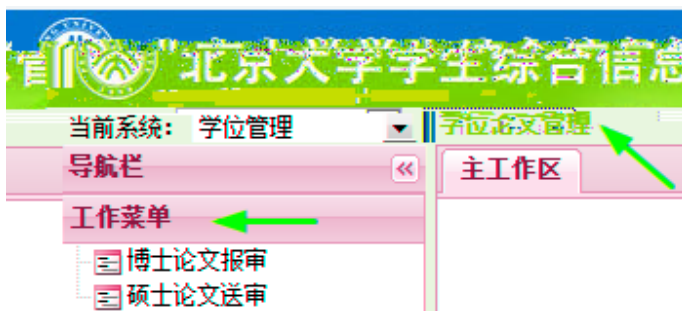 北京大学学生综合信息
当前系统： 学位管理 学位论文管理
导航栏 主工作区
工作菜单
博士论文报审
硕士论文送审